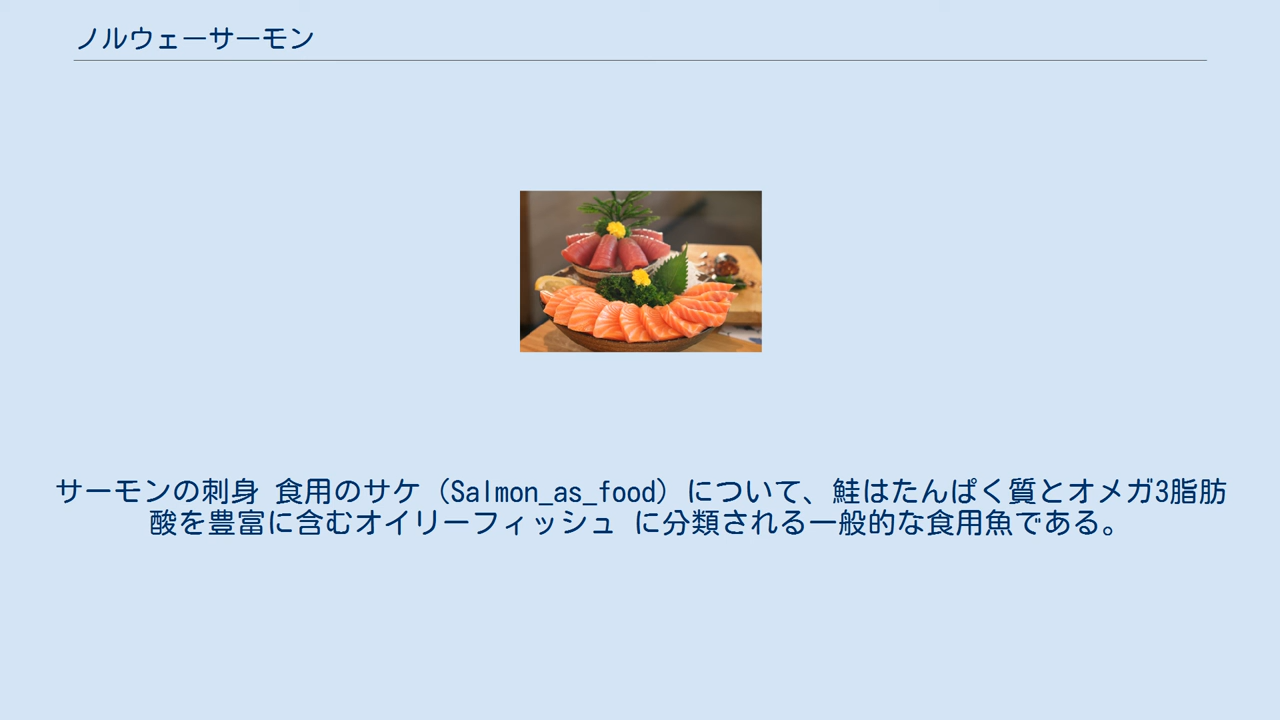 ノルウェーサーモン
サーモンの刺身 食用のサケ（Salmon_as_food）について、鮭はたんぱく質とオメガ3脂肪
酸を豊富に含むオイリーフィッシュ に分類される一般的な食用魚である。